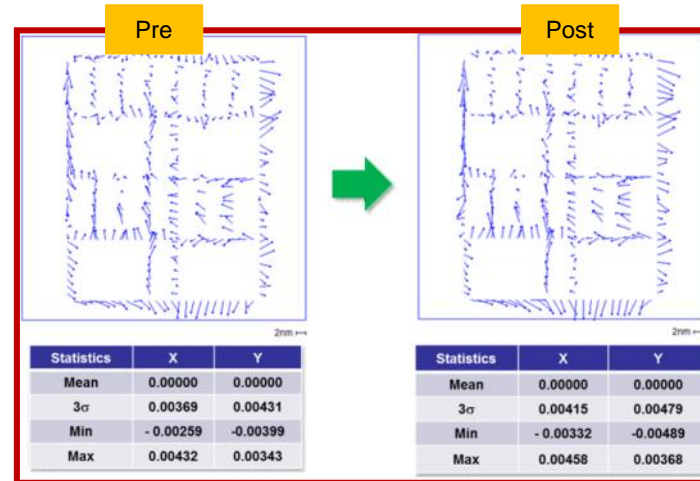 Pre
Post
2nm
2nm
Statistics X Y
Mean 0.00000 0.00000
3σ 0.00369 0.00431
Min - 0.00259 -0.00399
Max 0.00432 0.00343
Statistics X Y
Mean 0.00000 0.00000
3σ 0.00415 0.00479
Min - 0.00332 -0.00489
Max 0.00458 0.00368